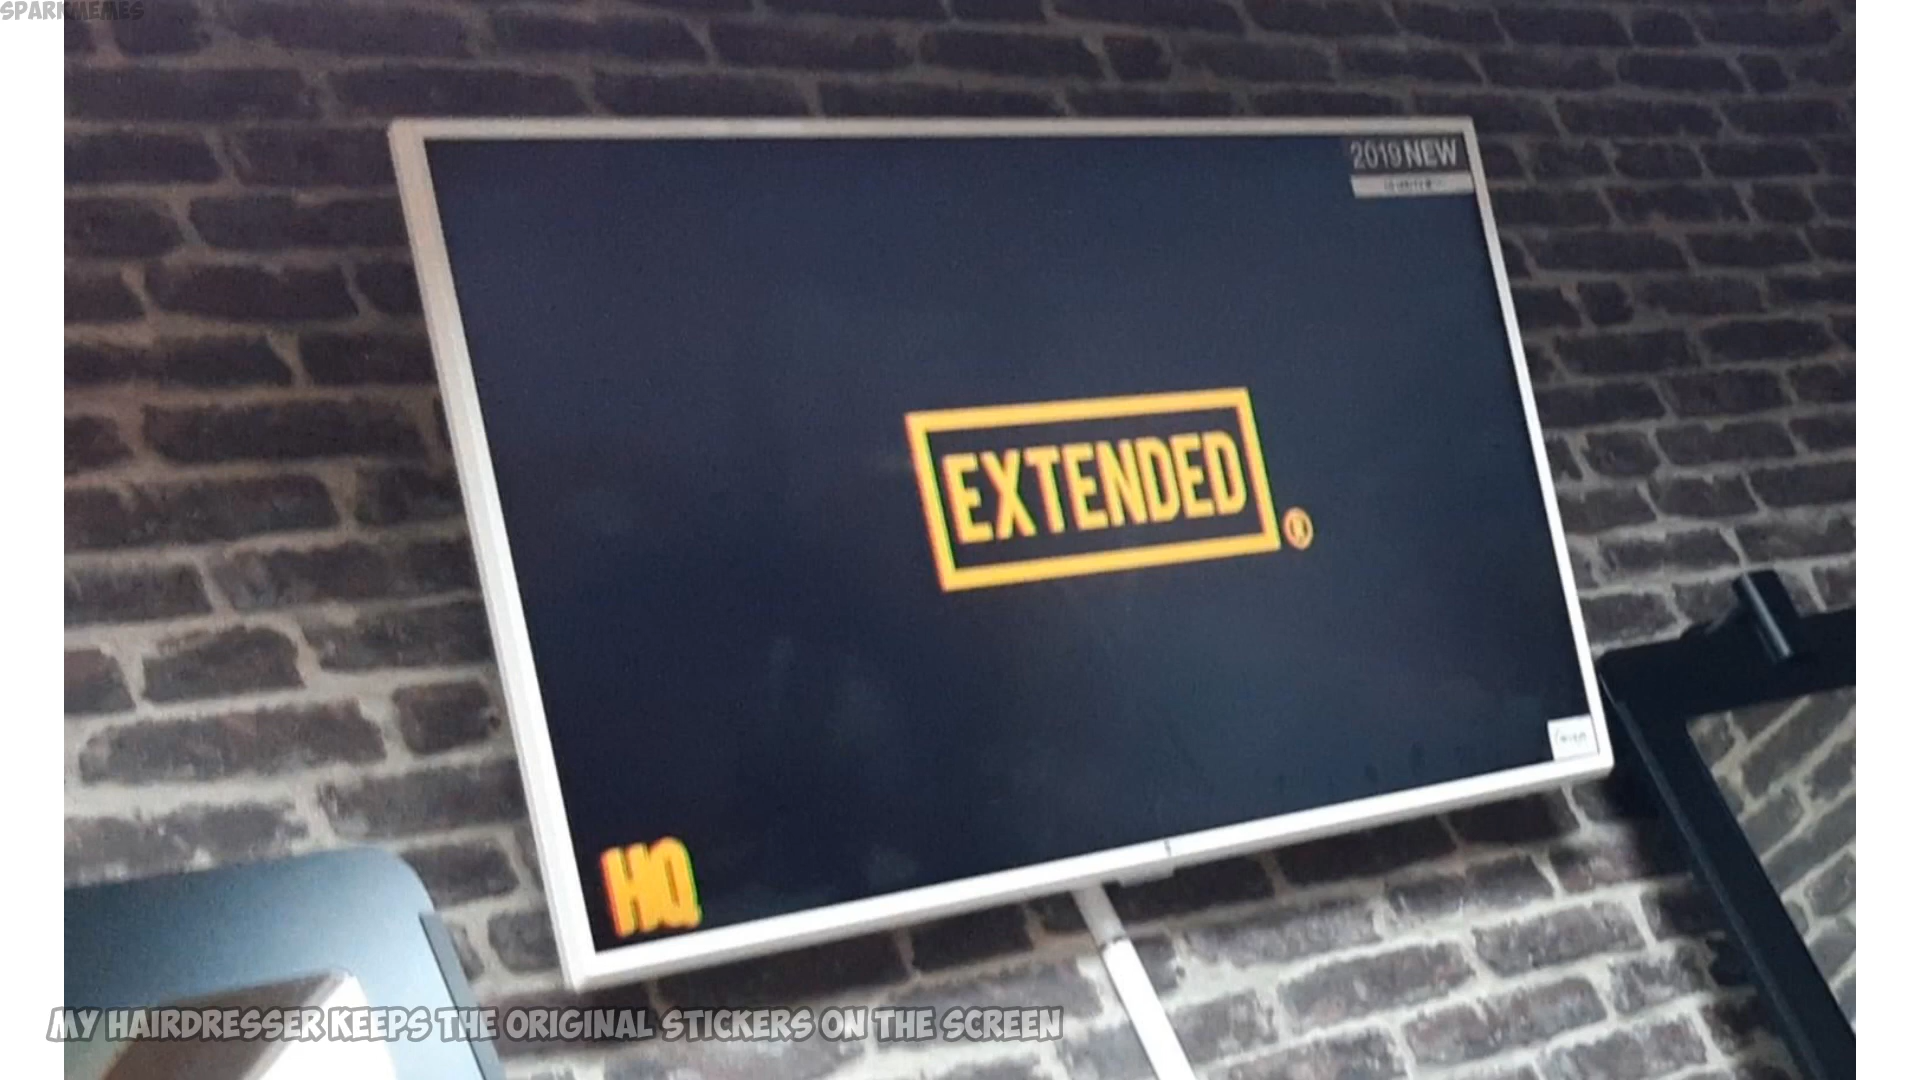 SPARKMEMES
2019 NEW
EXTENDED
®
HQ
MY HAIRDRESSER KEEPS THE ORIGINAL STICKERS ON THE SCREEN